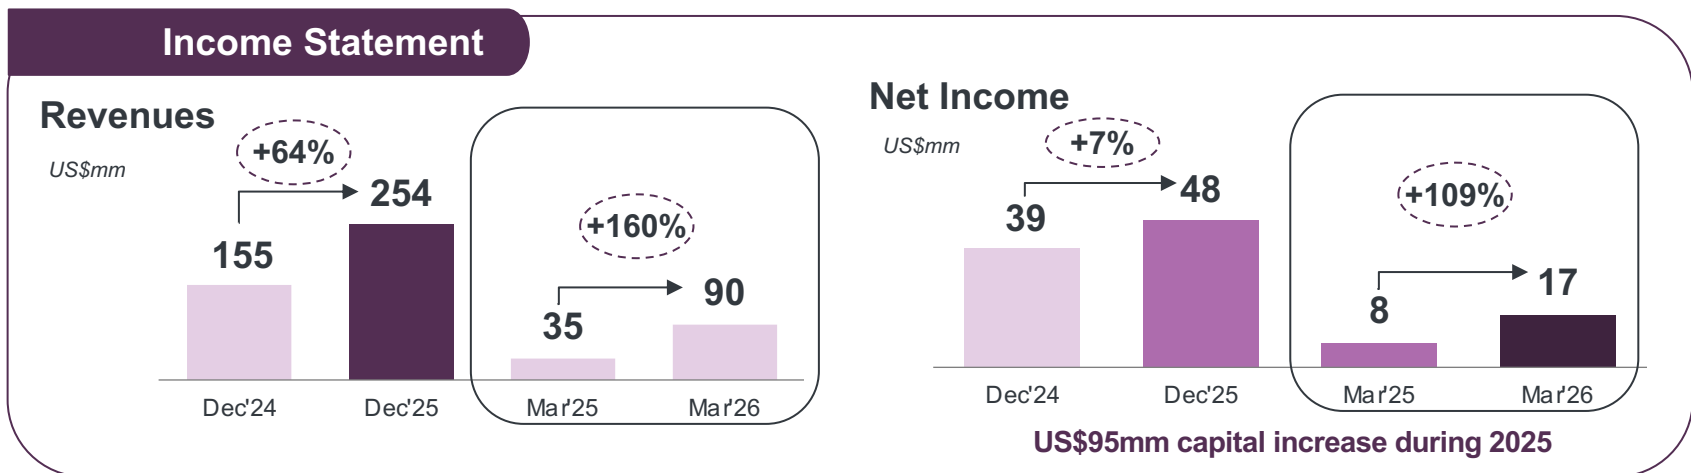 Income Statement
Revenues
US$mm
+64%
254
155
+160%
90
35
Dec'24
Dec'25
Mar'25
Mar'26
Net Income
US$mm
+7%
48
39
+109%
17
8
Dec'24
Dec'25
Mar'25
Mar'26
US$95mm capital increase during 2025